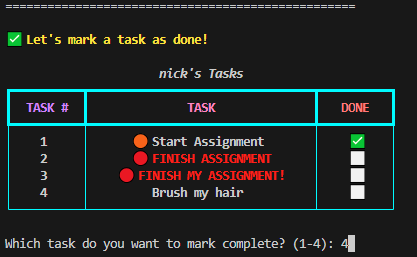 ==================================================
✅ Let's mark a task as done!
nick's Tasks
TASK # TASK DONE
1 🟠 Start Assignment ✅
2 🔴 FINISH ASSIGNMENT ⬜
3 🔴 FINISH MY ASSIGNMENT! ⬜
4 Brush my hair ⬜
Which task do you want to mark complete? (1-4): 4